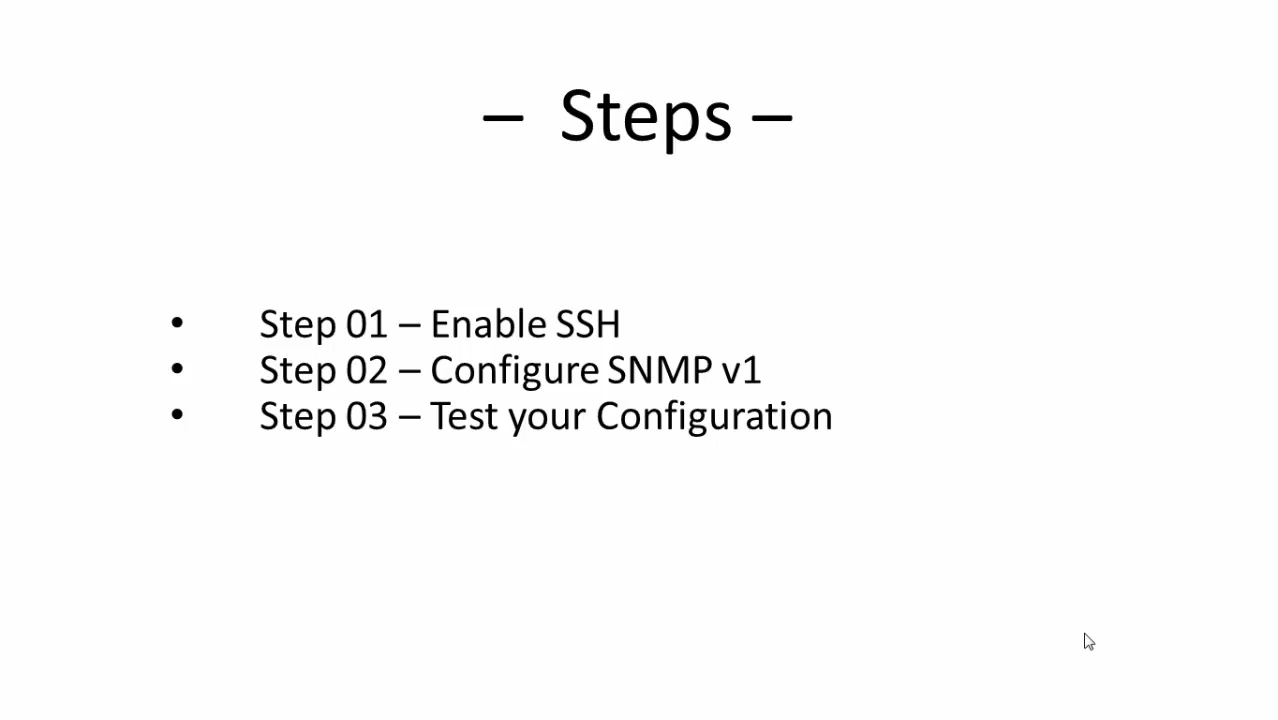 – Steps –
• Step 01 – Enable SSH
• Step 02 – Configure SNMP v1
• Step 03 – Test your Configuration